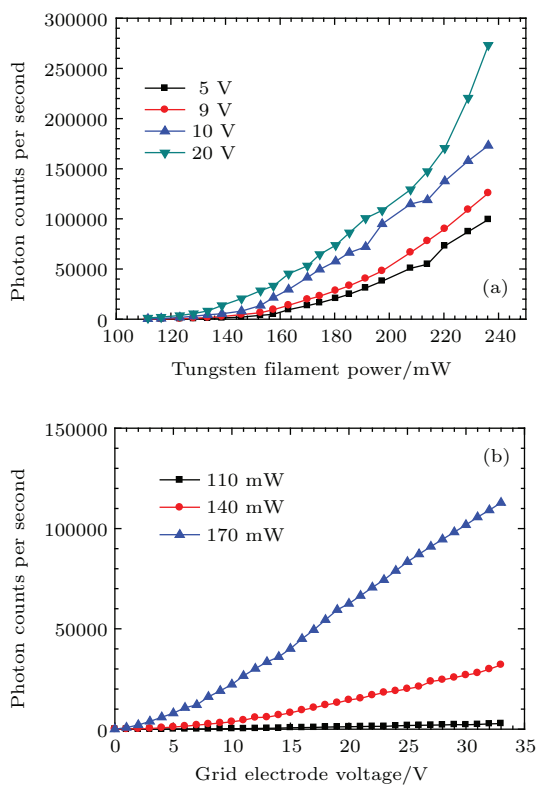 300000
250000
200000
150000
100000
50000
0
Photon counts per second
5 V
9 V
10 V
20 V
(a)
100 120 140 160 180 200 220 240
Tungsten filament power/mW
150000
100000
50000
0
Photon counts per second
(b)
110 mW
140 mW
170 mW
0 5 10 15 20 25 30 35
Grid electrode voltage/V